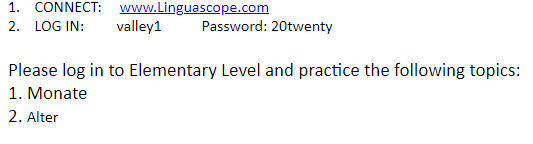 1. CONNECT: www.Linguascope.com
2. LOG IN: valley1 Password: 20twenty
Please log in to Elementary Level and practice the following topics:
1. Monate
2. Alter